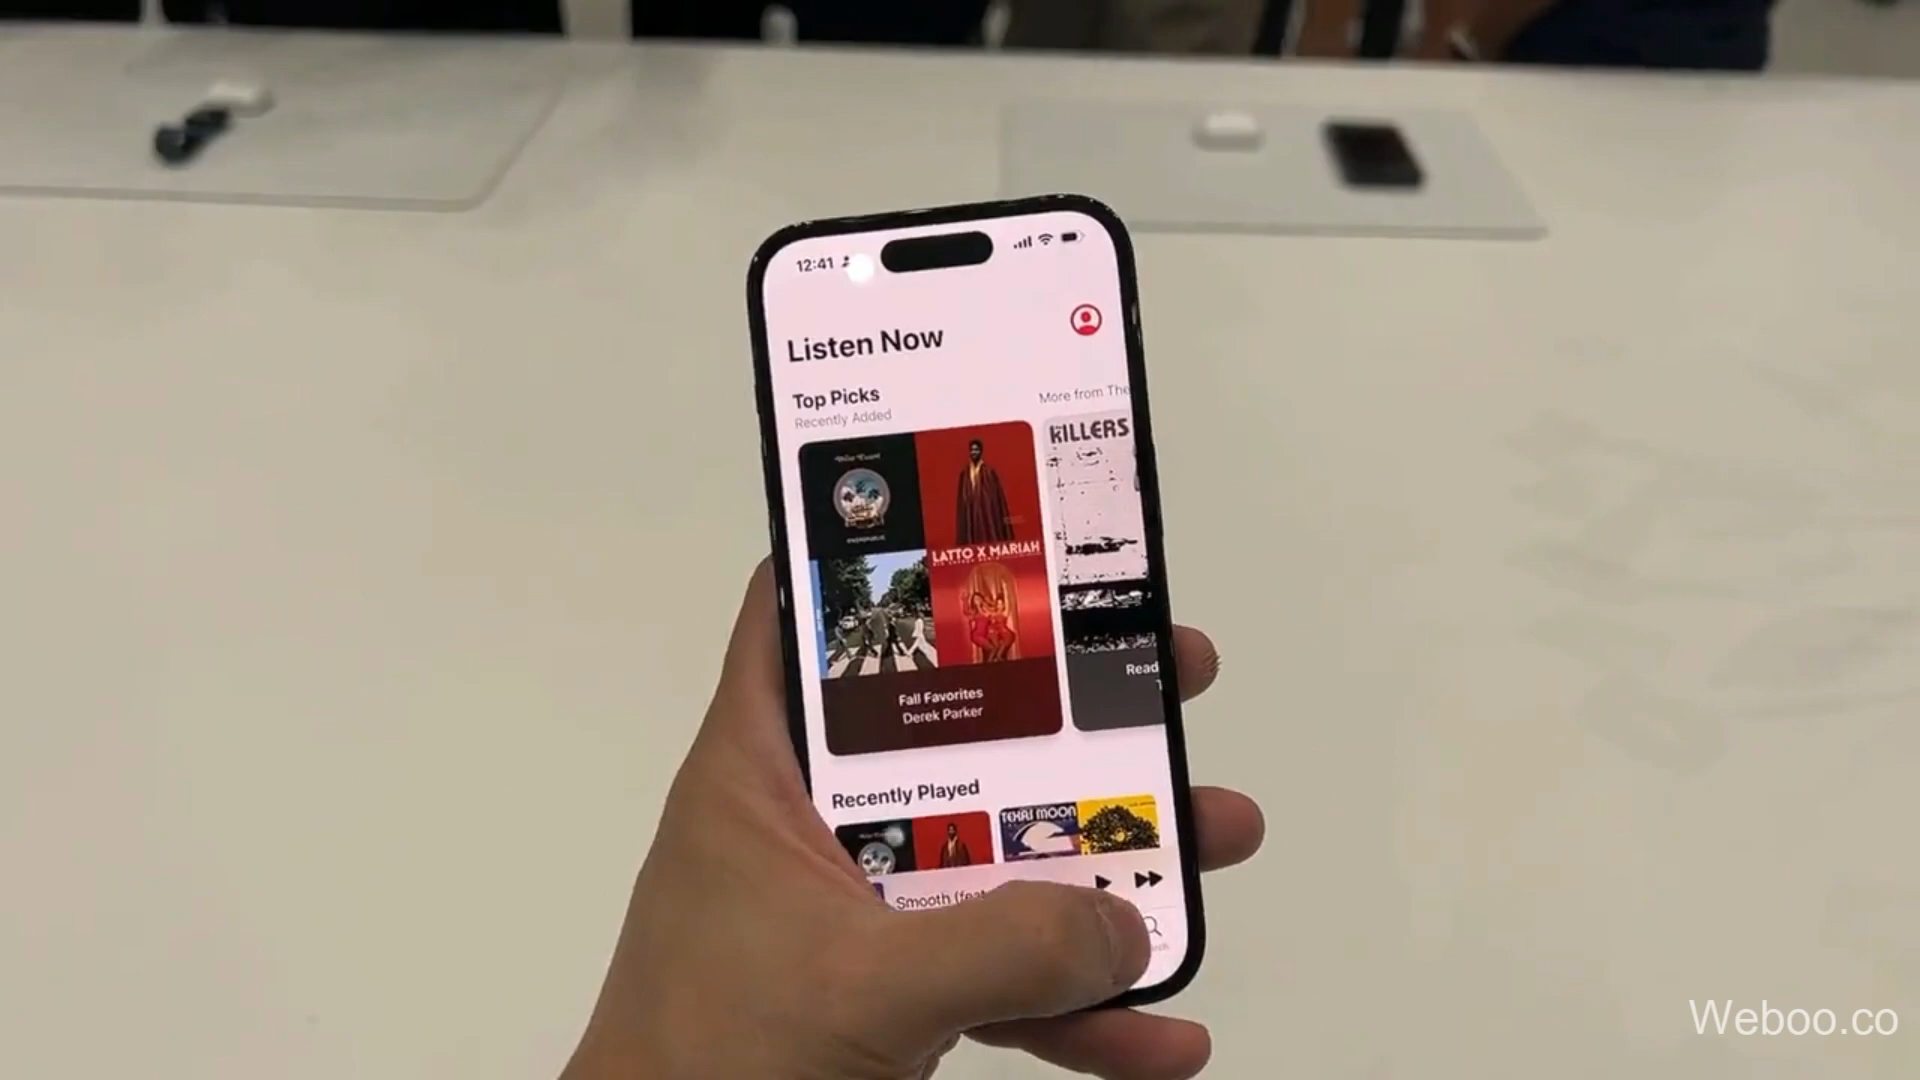 12:41
Listen Now
Top Picks
Recently Added
More from The
KILLERS
LATTO X MARIAH
Fall Favorites
Derek Parker
Read
Recently Played
TEXAS MOON
Smooth (feat
Weboo.co